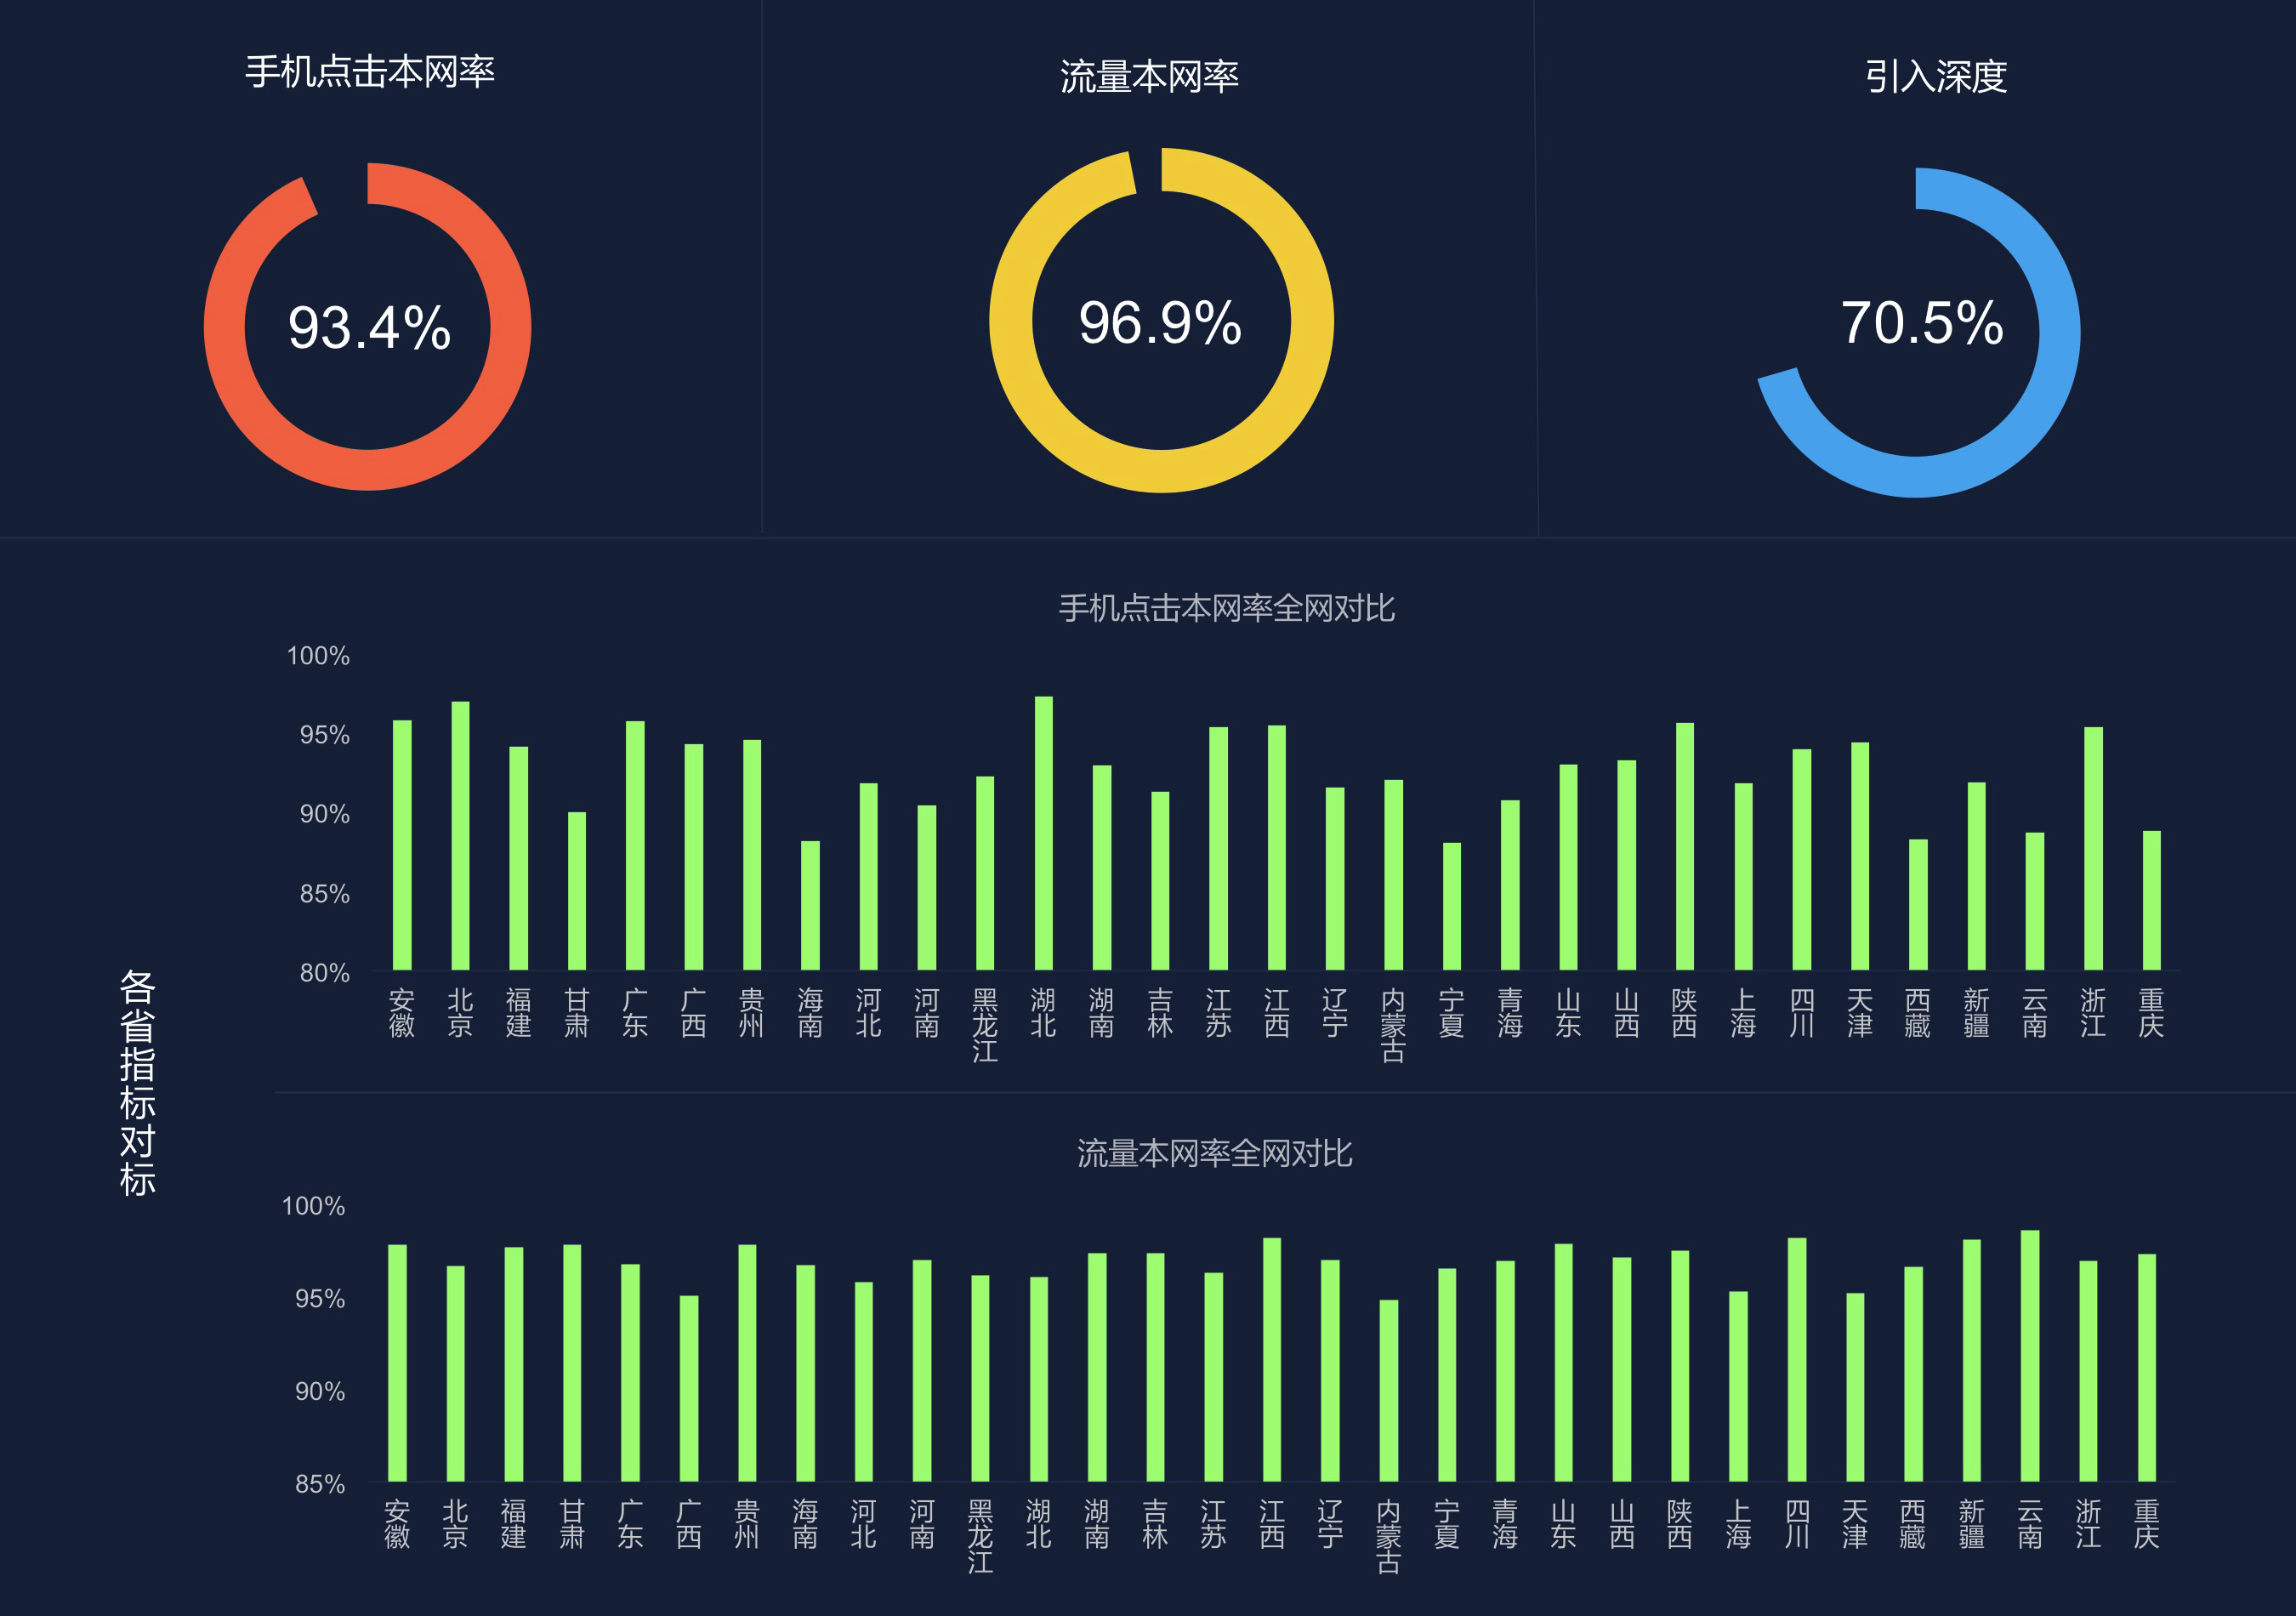 手机点击本网率
流量本网率
引入深度
93.4%
96.9%
70.5%
各省指标对标
手机点击本网率全网对比
100%
95%
90%
85%
80%
安徽
北京
福建
甘肃
广东
广西
贵州
海南
河北
河南
黑龙江
湖北
湖南
吉林
江苏
江西
辽宁
内蒙古
宁夏
青海
山东
山西
陕西
上海
四川
天津
西藏
新疆
云南
浙江
重庆
流量本网率全网对比
100%
95%
90%
85%
安徽
北京
福建
甘肃
广东
广西
贵州
海南
河北
河南
黑龙江
湖北
湖南
吉林
江苏
江西
辽宁
内蒙古
宁夏
青海
山东
山西
陕西
上海
四川
天津
西藏
新疆
云南
浙江
重庆